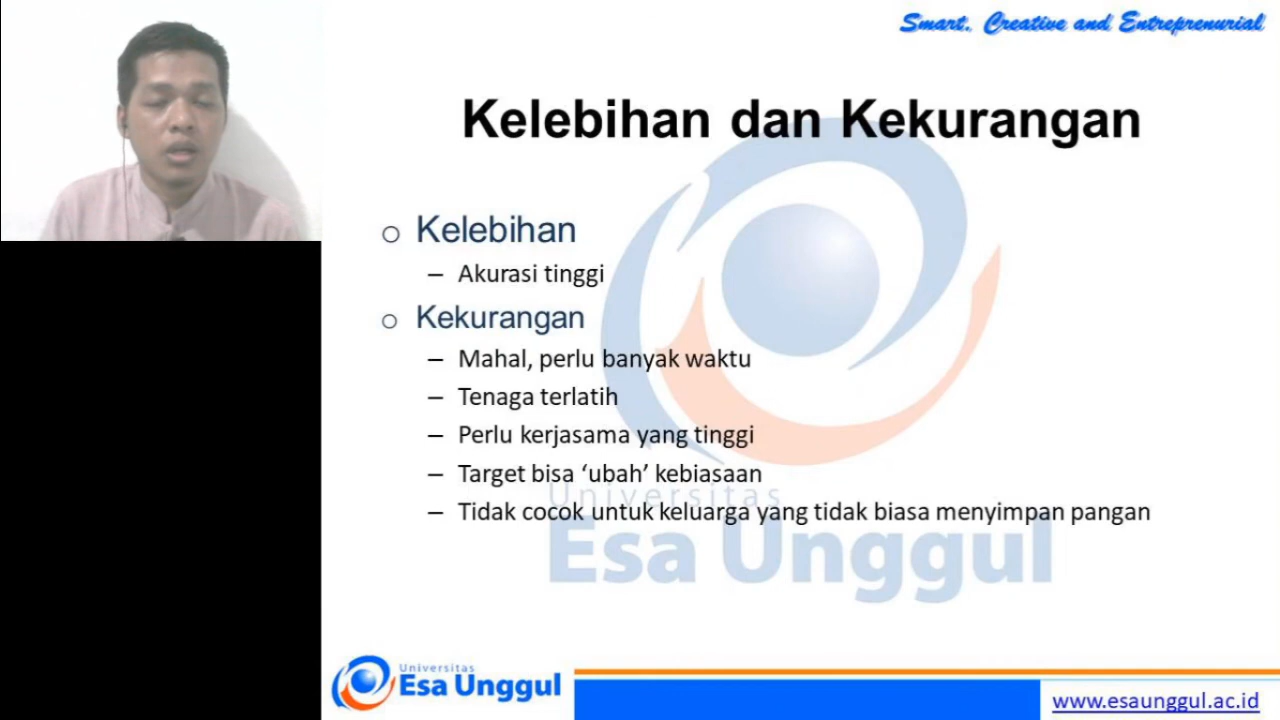 Smart, Creative and Entreprenurial
Kelebihan dan Kekurangan
o Kelebihan
– Akurasi tinggi
o Kekurangan
– Mahal, perlu banyak waktu
– Tenaga terlatih
– Perlu kerjasama yang tinggi
– Target bisa ‘ubah’ kebiasaan
– Tidak cocok untuk keluarga yang tidak biasa menyimpan pangan
Universitas
Esa Unggul
Universitas
Esa Unggul
www.esaunggul.ac.id